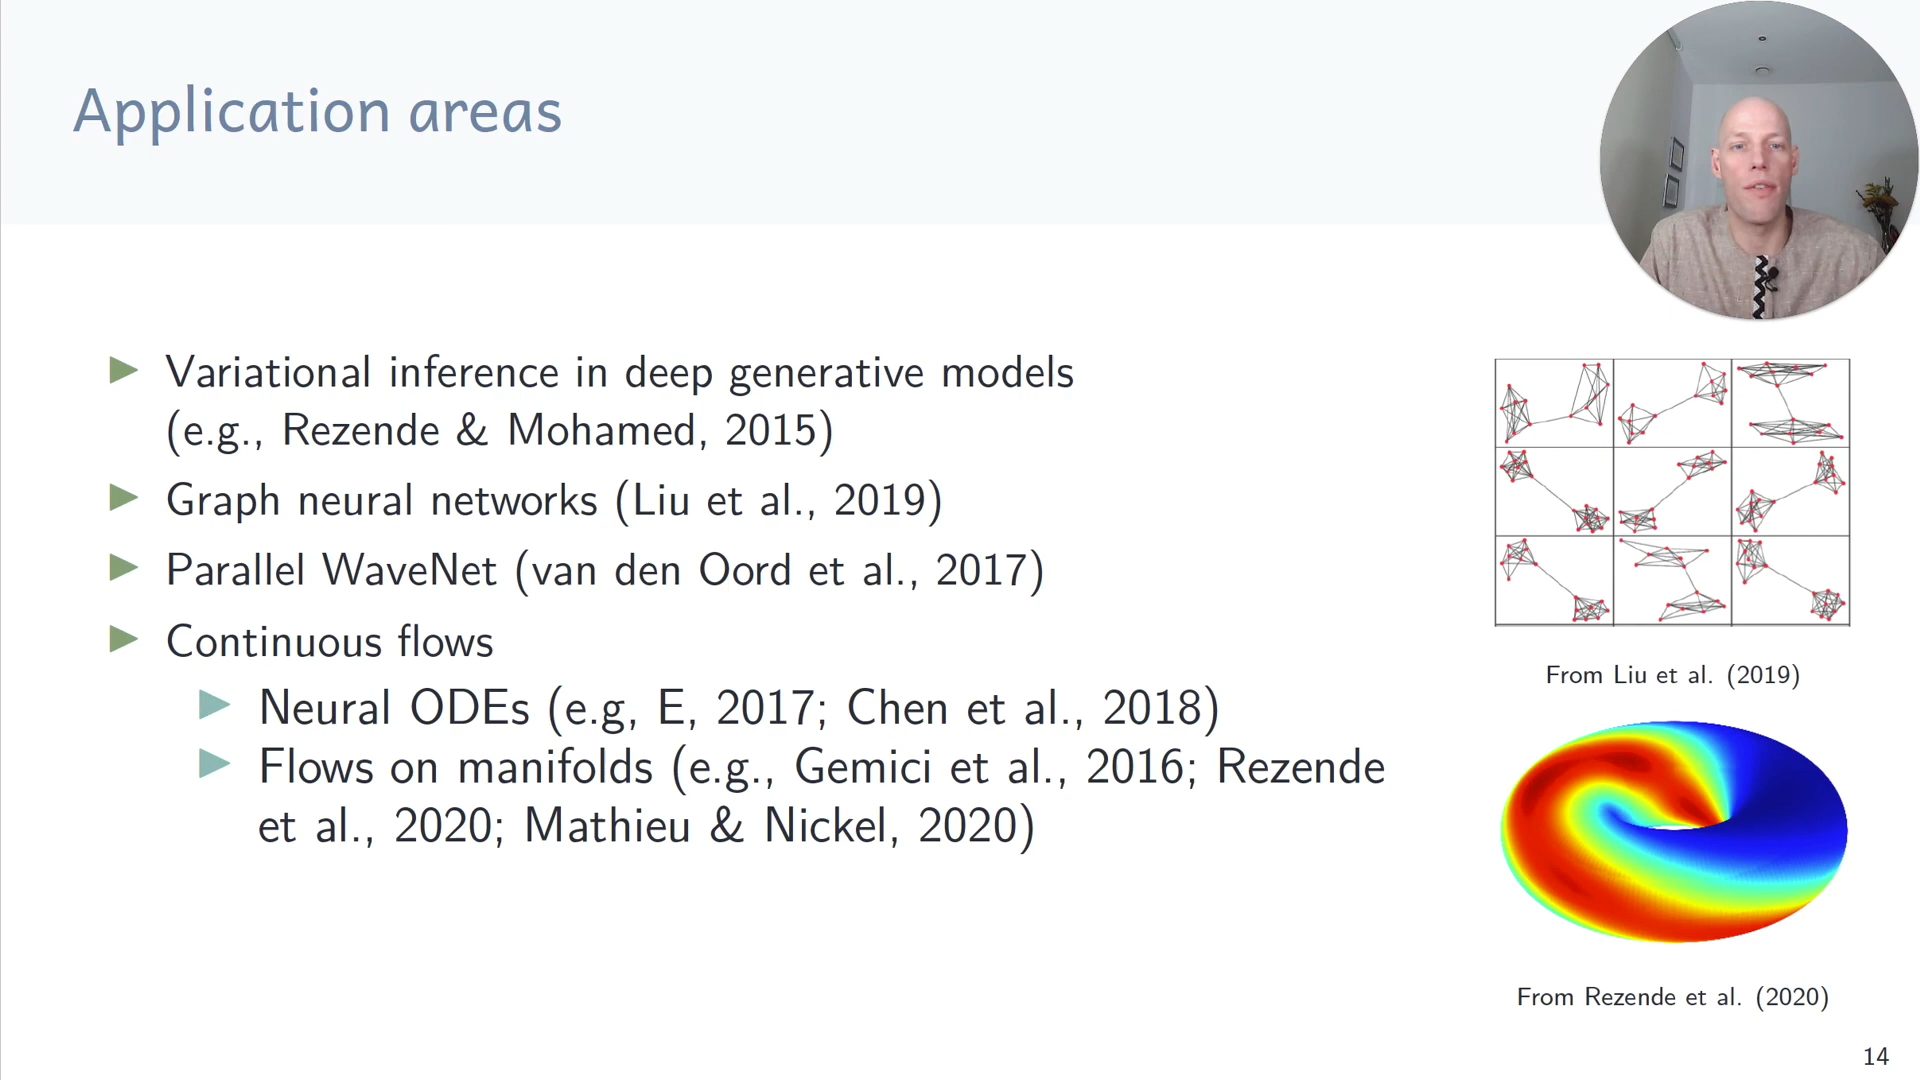 Application areas
Variational inference in deep generative models
(e.g., Rezende & Mohamed, 2015)
Graph neural networks (Liu et al., 2019)
Parallel WaveNet (van den Oord et al., 2017)
Continuous flows
Neural ODEs (e.g, E, 2017; Chen et al., 2018)
Flows on manifolds (e.g., Gemici et al., 2016; Rezende
et al., 2020; Mathieu & Nickel, 2020)
From Liu et al. (2019)
From Rezende et al. (2020)
14